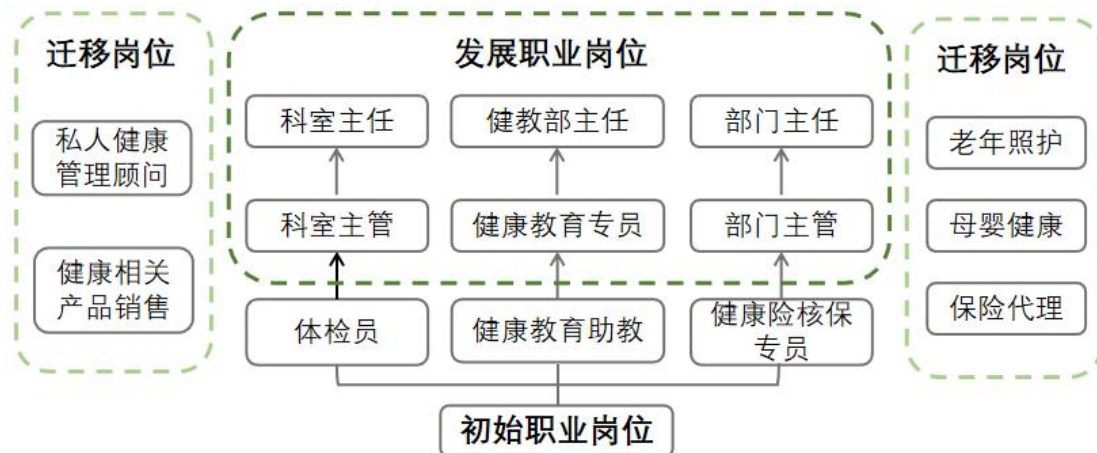 迁移岗位
私人健康
管理顾问
健康相关
产品销售
发展职业岗位
科室主任
健教部主任
部门主任
科室主管
健康教育专员
部门主管
体检员
健康教育助教
健康险核保
专员
初始职业岗位
迁移岗位
老年照护
母婴健康
保险代理